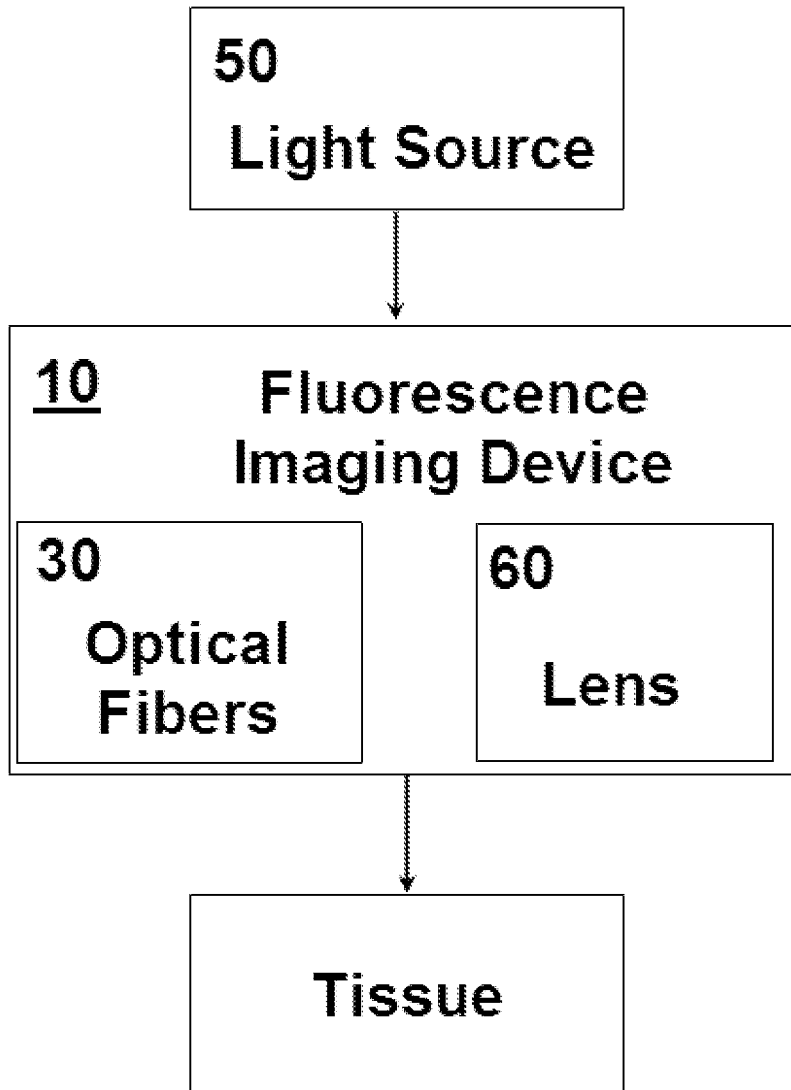 50
Light Source
10
Fluorescence
Imaging Device
30
Optical
Fibers
60
Lens
Tissue